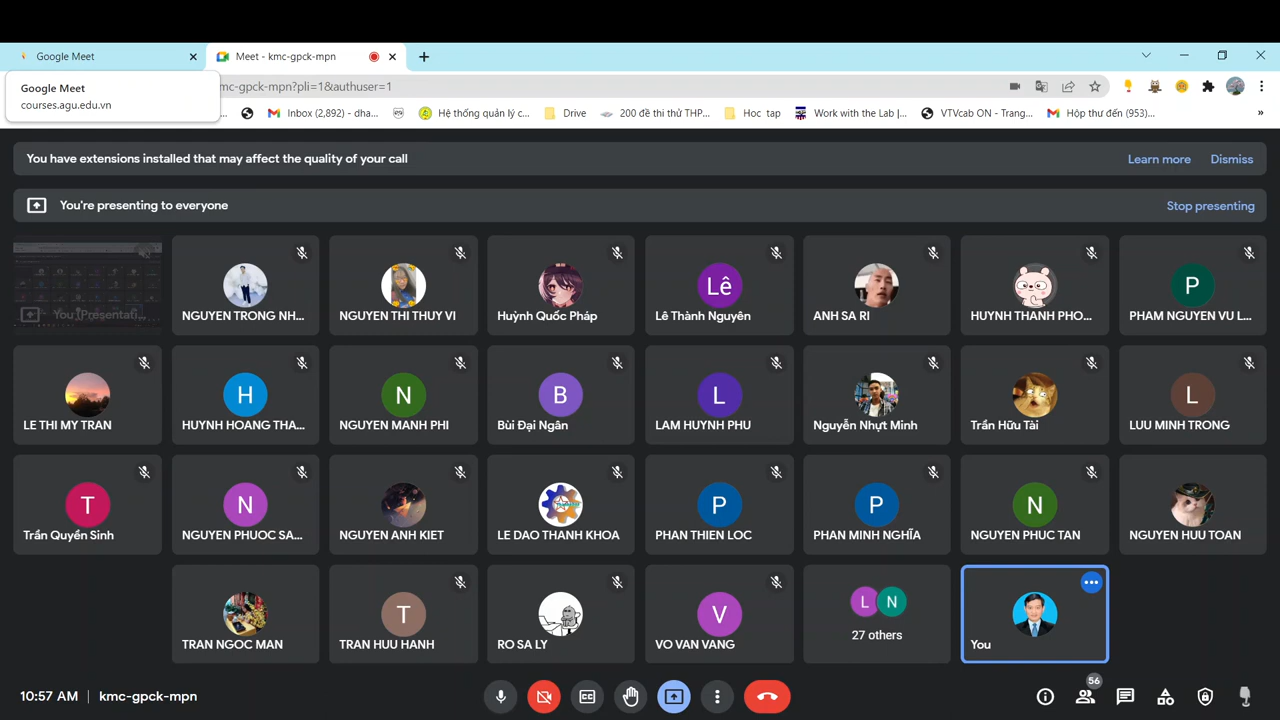 Google Meet
Meet - kmc-gpck-mpn
Google Meet
courses.agu.edu.vn
mc-gpck-mpn?pli=1&authuser=1
Inbox (2,892) - dha...
Hệ thống quản lý c...
Drive
200 đề thi thử THP...
Hoc tap
Work with the Lab |...
VTVcab ON - Trang...
Hộp thư đến (953)...
»
You have extensions installed that may affect the quality of your call
Learn more
Dismiss
You're presenting to everyone
Stop presenting
You (Presentati...
NGUYEN TRONG NH...
NGUYEN THI THUY VI
Huỳnh Quốc Pháp
Lê
Lê Thành Nguyên
ANH SA RI
HUYNH THANH PHO...
P
PHAM NGUYEN VU L...
LE THI MY TRAN
H
HUYNH HOANG THA...
N
NGUYEN MANH PHI
B
Bùi Đại Ngân
L
LAM HUYNH PHU
Nguyễn Nhựt Minh
Trần Hữu Tài
L
LUU MINH TRONG
T
Trần Quyền Sinh
N
NGUYEN PHUOC SA...
NGUYEN ANH KIET
LE DAO THANH KHOA
P
PHAN THIEN LOC
P
PHAN MINH NGHĨA
N
NGUYEN PHUC TAN
NGUYEN HUU TOAN
TRAN NGOC MAN
T
TRAN HUU HANH
RO SA LY
V
VO VAN VANG
L N
27 others
You
10:57 AM | kmc-gpck-mpn
56